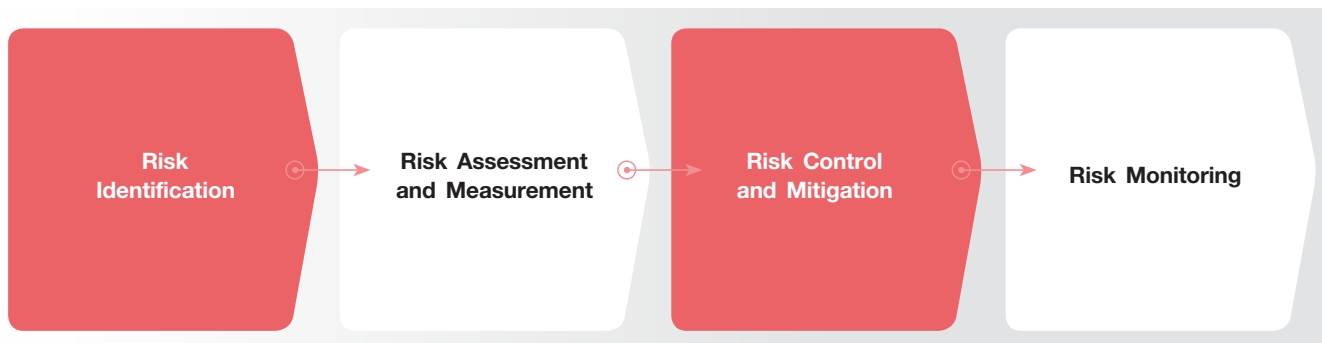 Risk
Identification
Risk Assessment
and Measurement
Risk Control
and Mitigation
Risk Monitoring